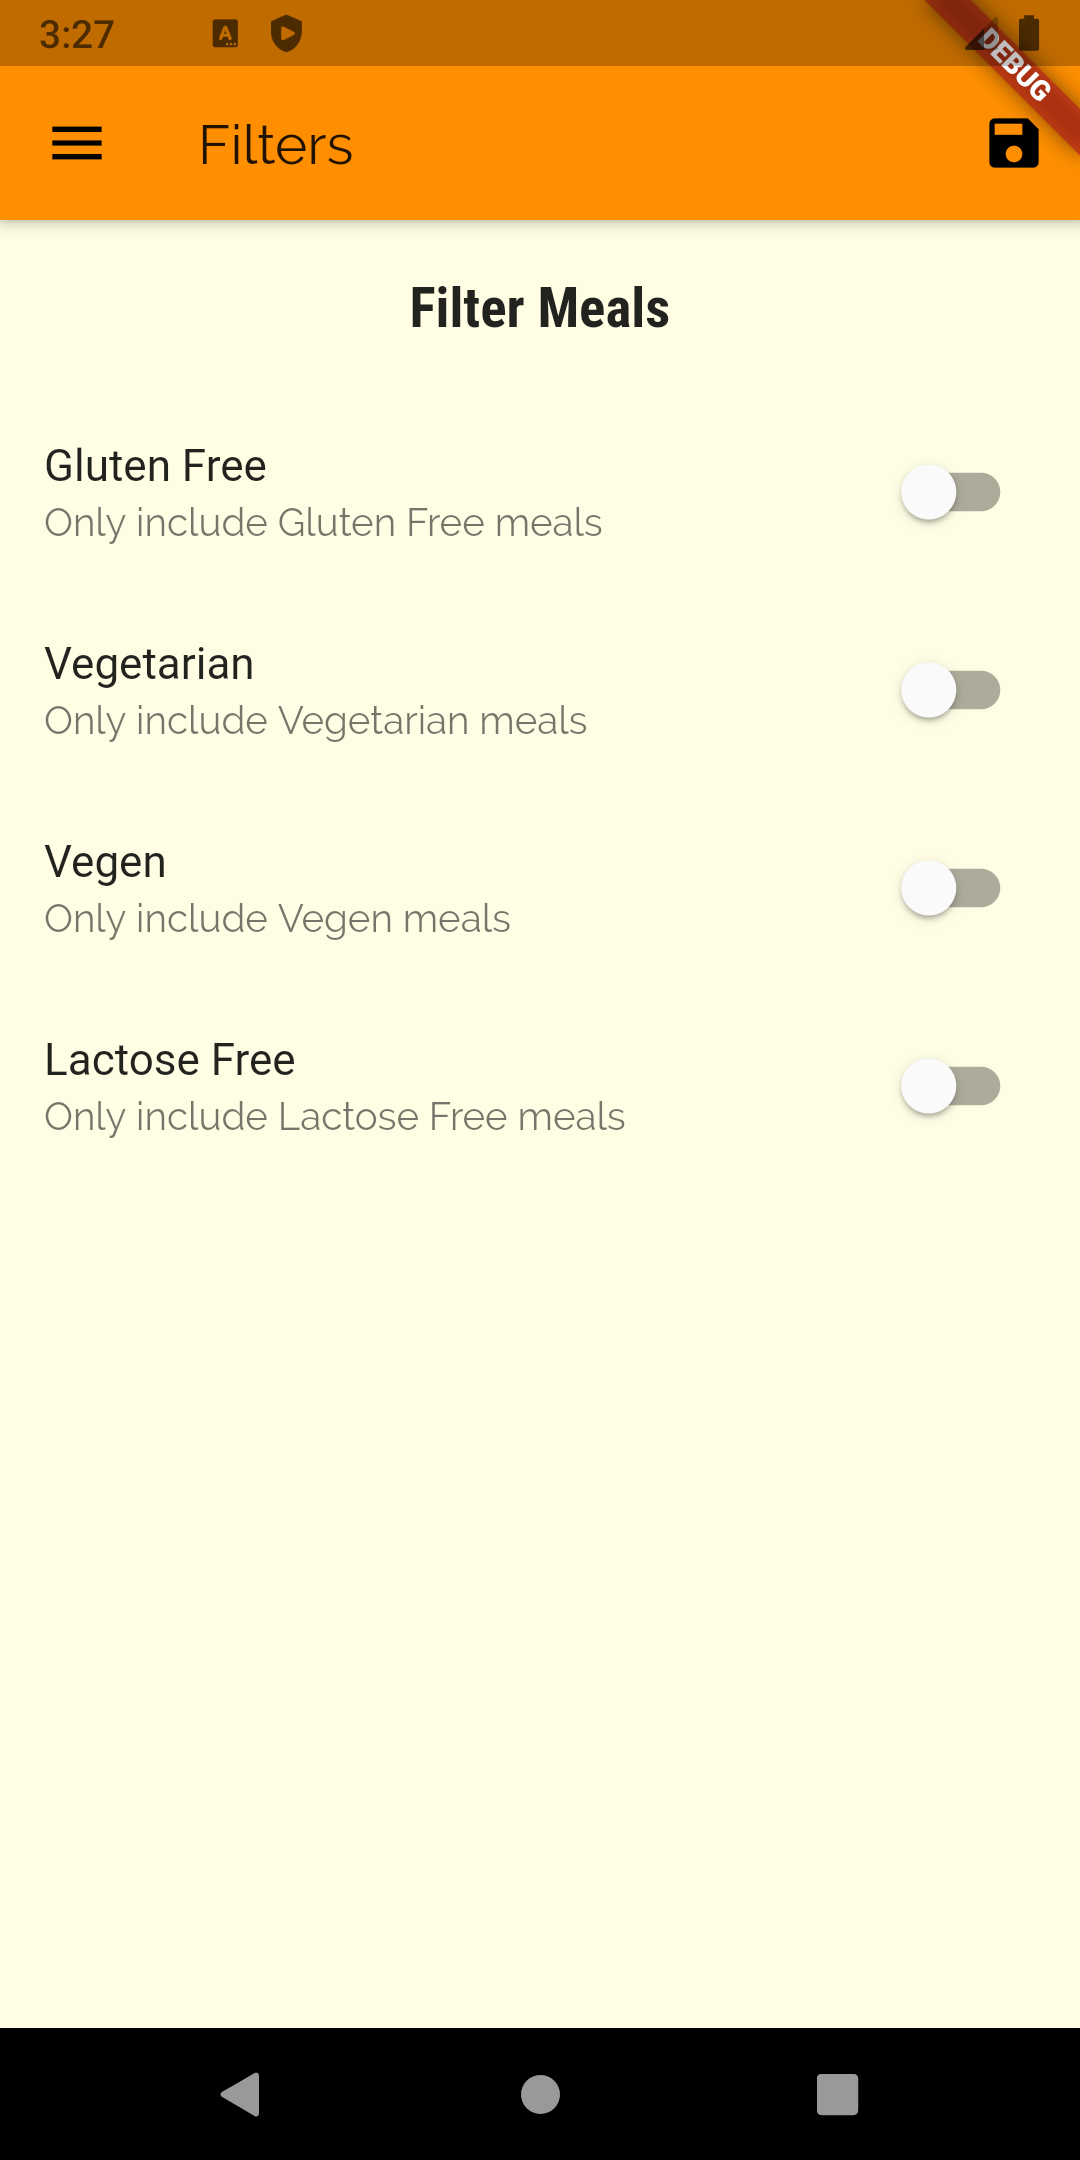 3:27
DEBUG
Filters
Filter Meals
Gluten Free
Only include Gluten Free meals
Vegetarian
Only include Vegetarian meals
Vegen
Only include Vegen meals
Lactose Free
Only include Lactose Free meals